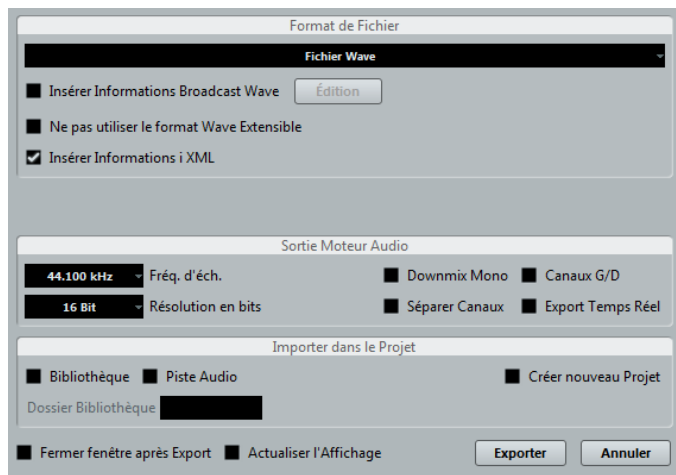 Format de Fichier
Fichier Wave
Insérer Informations Broadcast Wave Édition
Ne pas utiliser le format Wave Extensible
Insérer Informations i XML
Sortie Moteur Audio
44.100 kHz Fréq. d'éch. Downmix Mono Canaux G/D
16 Bit Résolution en bits Séparer Canaux Export Temps Réel
Importer dans le Projet
Bibliothèque Piste Audio Créer nouveau Projet
Dossier Bibliothèque
Fermer fenêtre après Export Actualiser l'Affichage Exporter Annuler